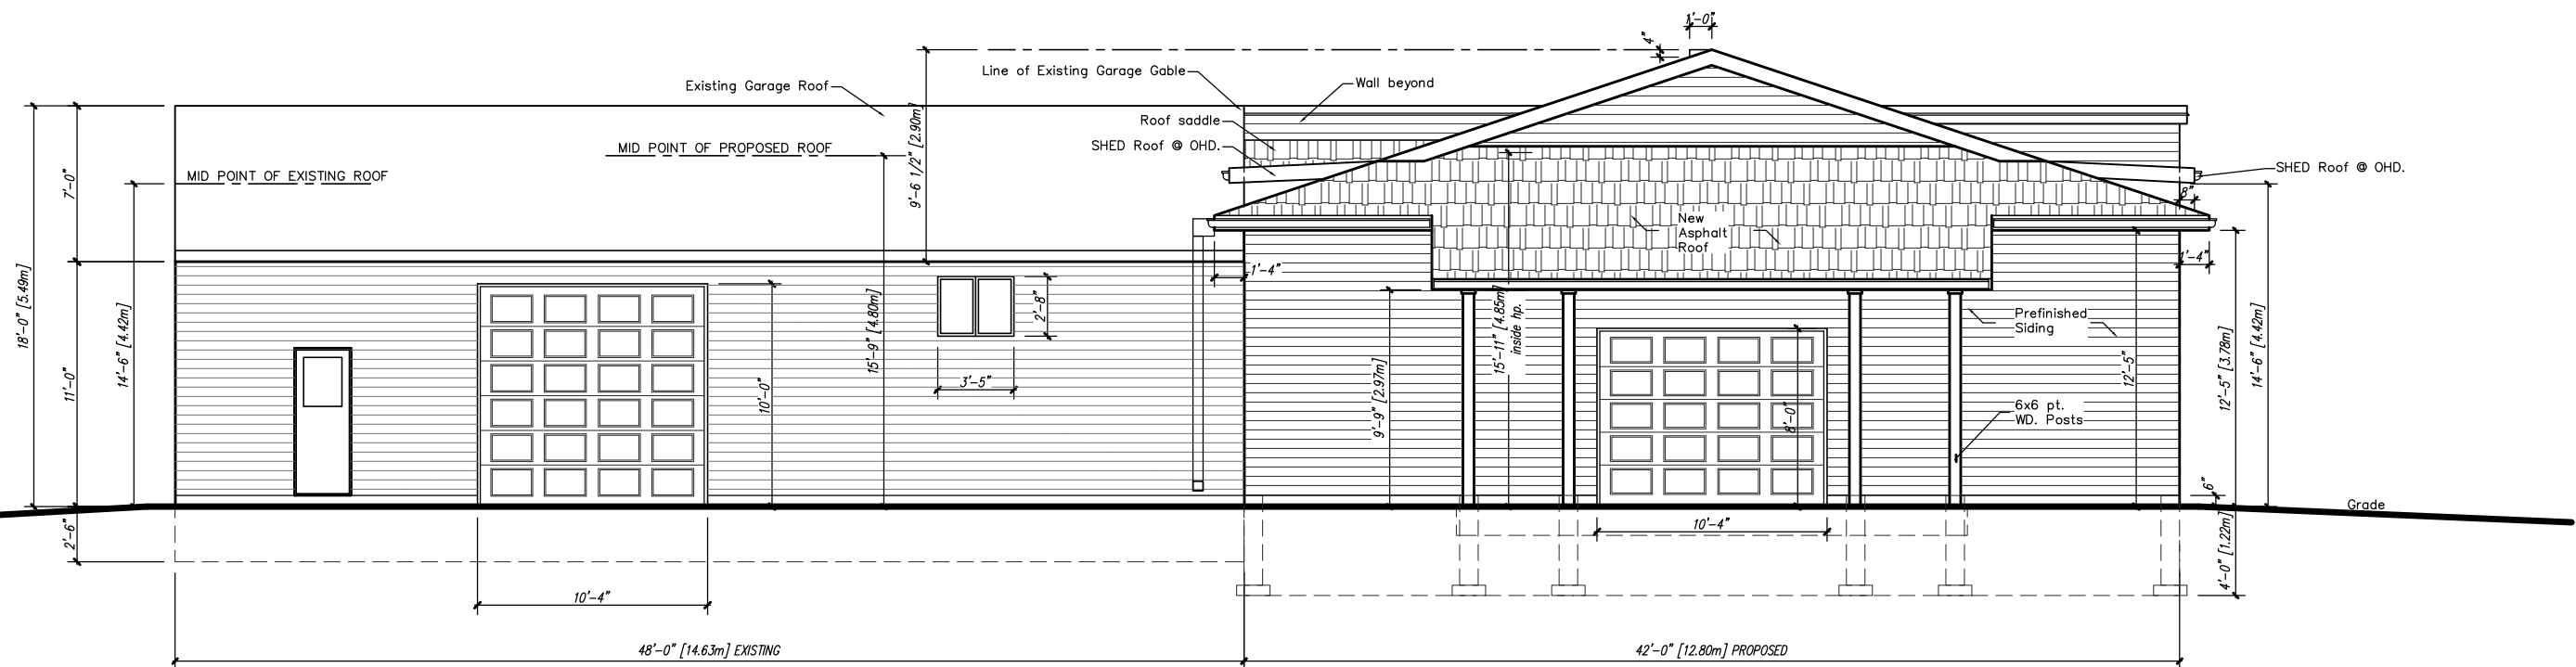 1'-0"
4"
Line of Existing Garage Gable
Existing Garage Roof
Wall beyond
9'-6 1/2" [2.90m]
Roof saddle
SHED Roof @ OHD.
MID POINT OF PROPOSED ROOF
MID POINT OF EXISTING ROOF
SHED Roof @ OHD.
7'-0"
8"
New
Asphalt
Roof
1'-4"
1'-4"
18'-0" [5.49m]
14'-6" [4.42m]
11'-0"
2'-8"
3'-5"
10'-0"
15'-9" [4.80m]
15'-11" [4.85m]
inside hp.
9'-9" [2.97m]
Prefinished
Siding
12'-5"
12'-5" [3.78m]
14'-6" [4.42m]
8'-0"
6x6 pt.
WD. Posts
6"
Grade
2'-6"
10'-4"
4'-0" [1.22m]
10'-4"
48'-0" [14.63m] EXISTING
42'-0" [12.80m] PROPOSED